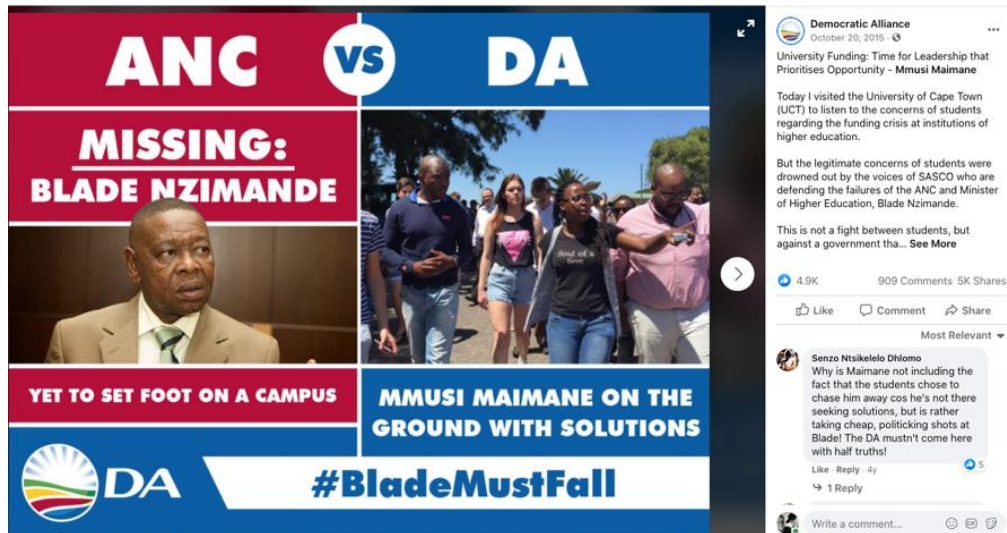 ANC VS DA
MISSING:
BLADE NZIMANDE
Soul of a
lion
YET TO SET FOOT ON A CAMPUS
MMUSI MAIMANE ON THE
GROUND WITH SOLUTIONS
DA
#BladeMustFall
Democratic Alliance
October 20, 2015 ·
University Funding: Time for Leadership that
Prioritises Opportunity - Mmusi Maimane
Today I visited the University of Cape Town
(UCT) to listen to the concerns of students
regarding the funding crisis at institutions of
higher education.
But the legitimate concerns of students were
drowned out by the voices of SASCO who are
defending the failures of the ANC and Minister
of Higher Education, Blade Nzimande.
This is not a fight between students, but
against a government tha... See More
4.9K 909 Comments 5K Shares
Like Comment Share
Most Relevant
Senzo Ntsikelelo Dhlomo
Why is Maimane not including the
fact that the students chose to
chase him away cos he's not there
seeking solutions, but is rather
taking cheap, politicking shots at
Blade! The DA mustn't come here
with half truths!
Like · Reply · 4y 5
1 Reply
Write a comment...
GIF